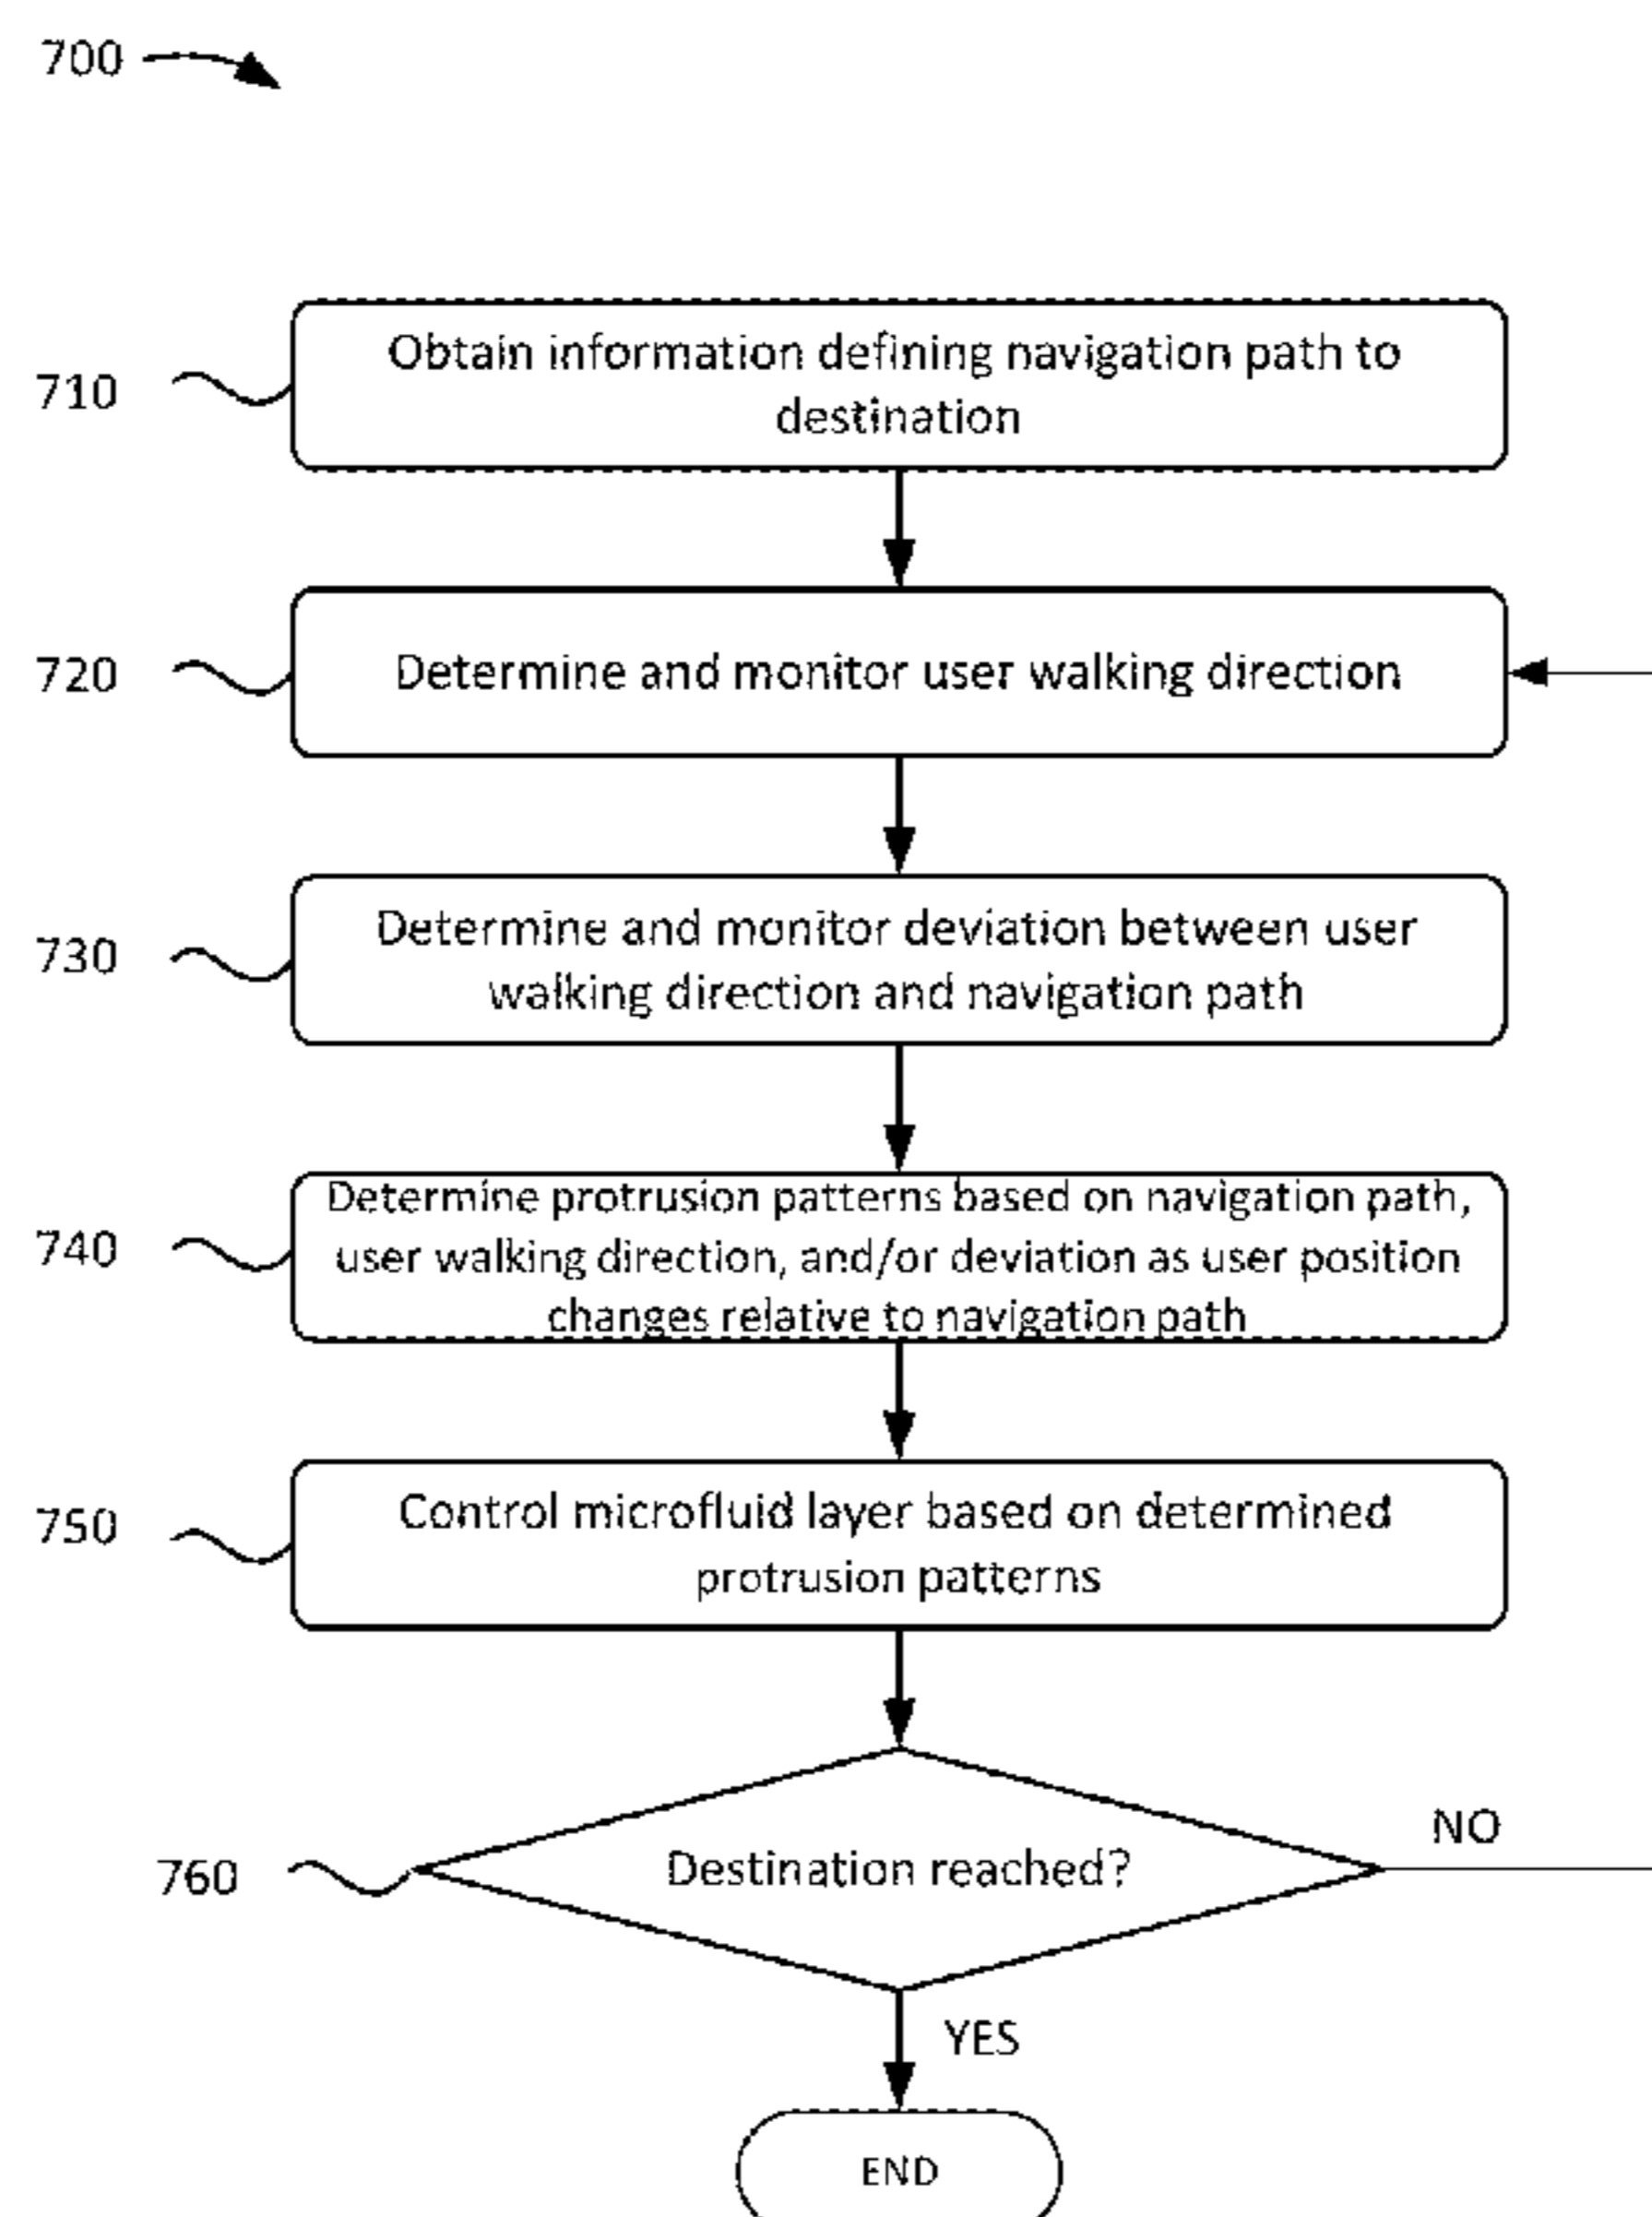 700
710
Obtain information defining navigation path to
destination
720
Determine and monitor user walking direction
730
Determine and monitor deviation between user
walking direction and navigation path
740
Determine protrusion patterns based on navigation path,
user walking direction, and/or deviation as user position
changes relative to navigation path
750
Control microfluid layer based on determined
protrusion patterns
760
Destination reached?
NO
YES
END